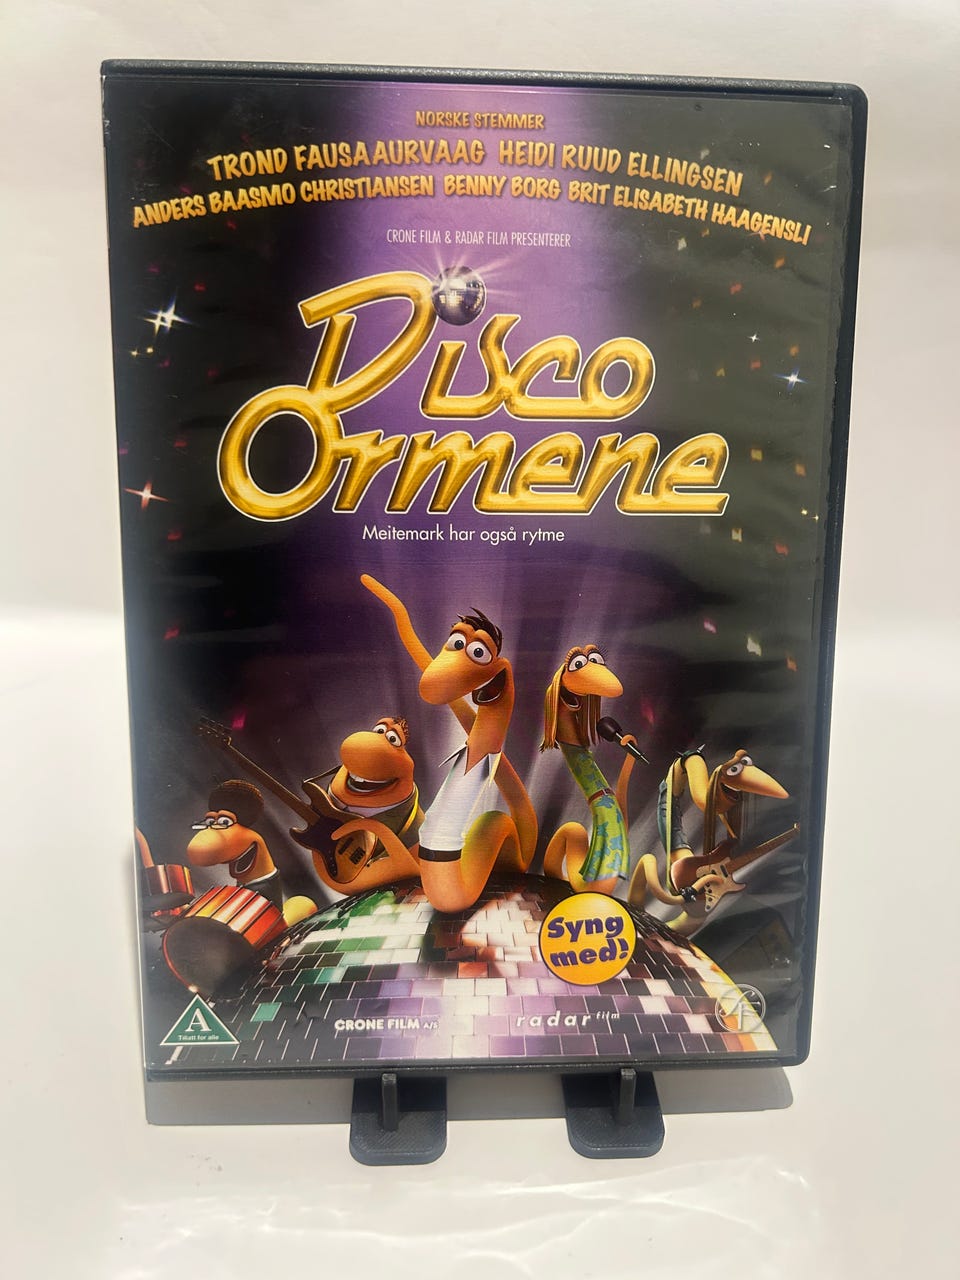 NORSKE STEMMER
TROND FAUSA AURVAAG HEIDI RUUD ELLINGSEN
ANDERS BAASMO CHRISTIANSEN BENNY BORG BRIT ELISABETH HAAGENSLI
CRONE FILM & RADAR FILM PRESENTERER
Disco
Ormene
Meitemark har også rytme
Syng
med!
A
Tillatt for alle
CRONE FILM A/S
radar film
SF